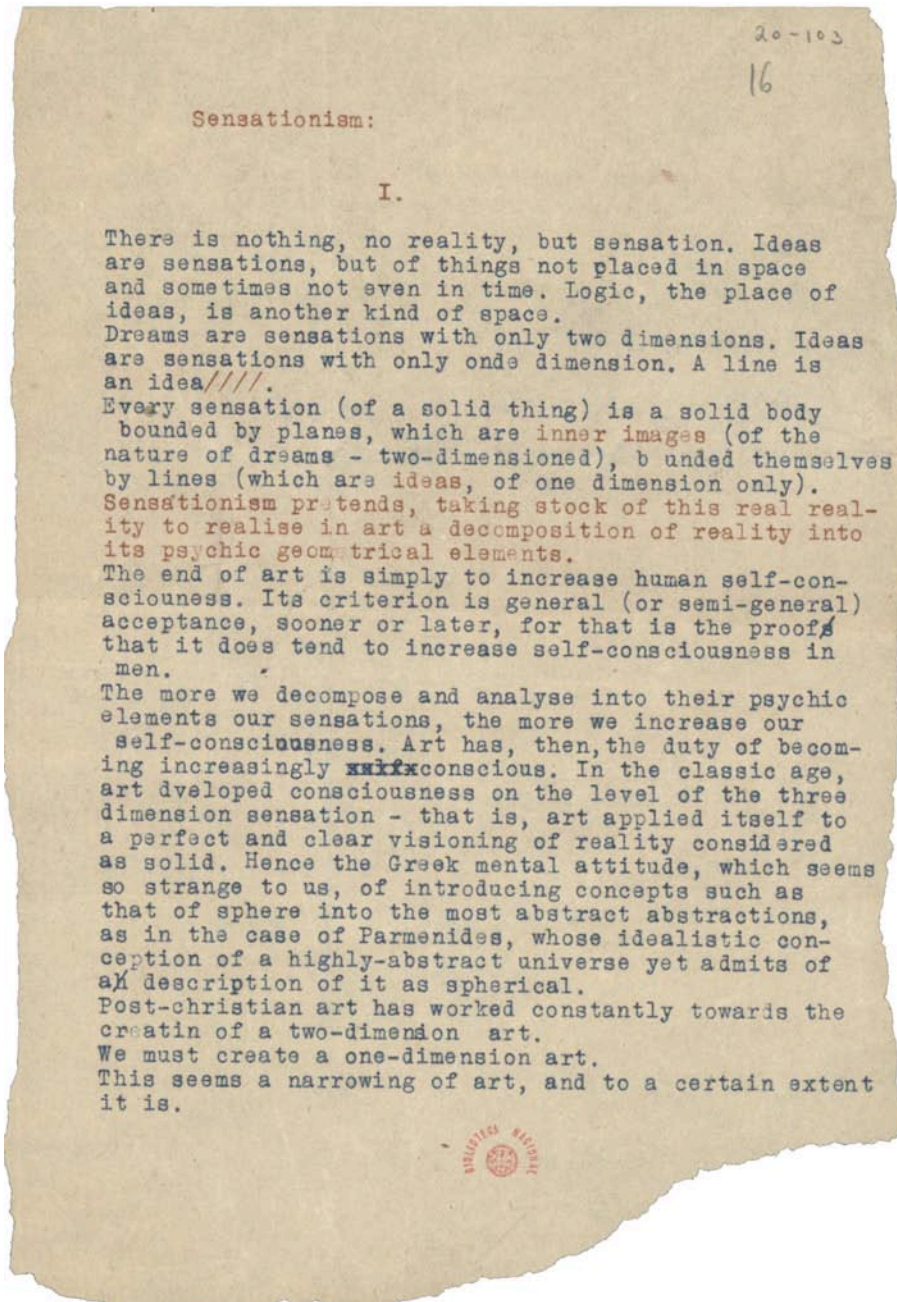 20-103
16
Sensationism:
I.
There is nothing, no reality, but sensation. Ideas
are sensations, but of things not placed in space
and sometimes not even in time. Logic, the place of
ideas, is another kind of space.
Dreams are sensations with only two dimensions. Ideas
are sensations with only onde dimension. A line is
an idea////.
Every sensation (of a solid thing) is a solid body
bounded by planes, which are inner images (of the
nature of dreams - two-dimensioned), b unded themselves
by lines (which are ideas, of one dimension only).
Sensationism pretends, taking stock of this real real-
ity to realise in art a decomposition of reality into
its psychic geometrical elements.
The end of art is simply to increase human self-con-
sciouness. Its criterion is general (or semi-general)
acceptance, sooner or later, for that is the proof
that it does tend to increase self-consciousness in
men.
The more we decompose and analyse into their psychic
elements our sensations, the more we increase our
self-consciousness. Art has, then,the duty of becom-
ing increasingly conscious. In the classic age,
art dveloped consciousness on the level of the three
dimension sensation - that is, art applied itself to
a perfect and clear visioning of reality considered
as solid. Hence the Greek mental attitude, which seems
so strange to us, of introducing concepts such as
that of sphere into the most abstract abstractions,
as in the case of Parmenides, whose idealistic con-
ception of a highly-abstract universe yet admits of
a description of it as spherical.
Post-christian art has worked constantly towards the
creatin of a two-dimension art.
We must create a one-dimension art.
This seems a narrowing of art, and to a certain extent
it is.
BIBLIOTECA NACIONAL